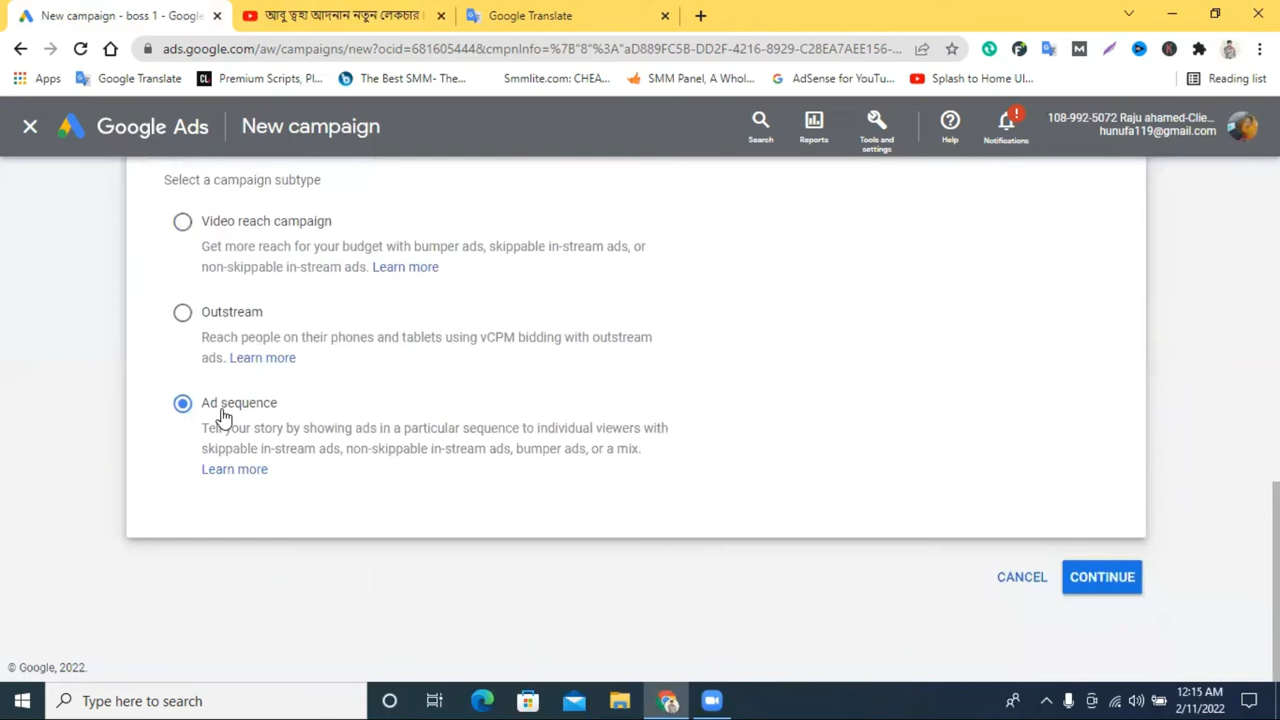 New campaign - boss 1 - Google
আবু ত্বহা আদনান নতুন লেকচার
Google Translate
ads.google.com/aw/campaigns/new?ocid=681605444&cmpnInfo=%7B"8"%3A"aD889FC5B-DD2F-4216-8929-C28EA7AEE156-...
Apps
Google Translate
Premium Scripts, Pl...
The Best SMM- The...
Smmlite.com: CHEA...
SMM Panel, A Whol...
AdSense for YouTu...
Splash to Home UI...
Reading list
Google Ads
New campaign
Search
Reports
Tools and
settings
Help
Notifications
108-992-5072 Raju ahamed-Clie...
hunufa119@gmail.com
Select a campaign subtype
Video reach campaign
Get more reach for your budget with bumper ads, skippable in-stream ads, or
non-skippable in-stream ads. Learn more
Outstream
Reach people on their phones and tablets using vCPM bidding with outstream
ads. Learn more
Ad sequence
Tell your story by showing ads in a particular sequence to individual viewers with
skippable in-stream ads, non-skippable in-stream ads, bumper ads, or a mix.
Learn more
CANCEL
CONTINUE
© Google, 2022.
Type here to search
12:15 AM
2/11/2022